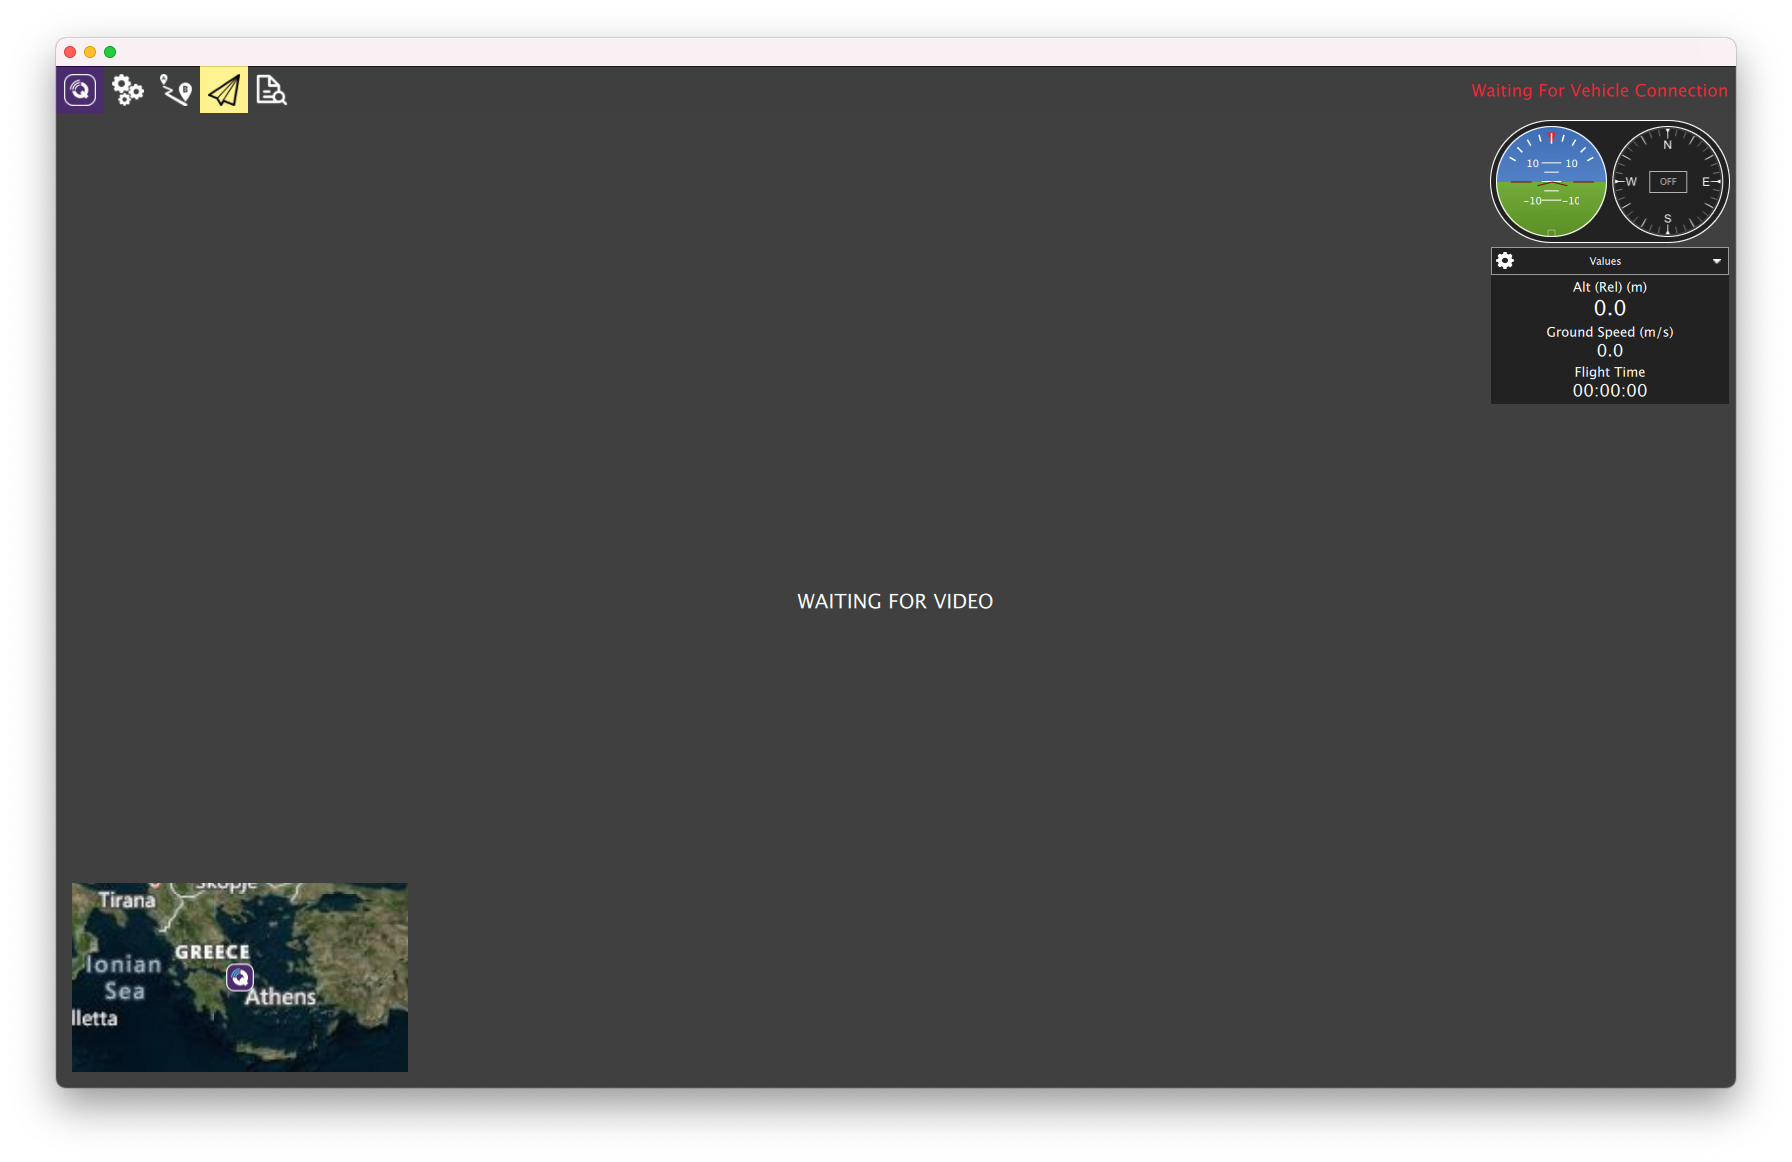 Waiting For Vehicle Connection
10 10
-10 -10
N
W OFF E
S
Values
Alt (Rel) (m)
0.0
Ground Speed (m/s)
0.0
Flight Time
00:00:00
WAITING FOR VIDEO
Skopje
Tirana
GREECE
Ionian
Sea
Athens
lletta